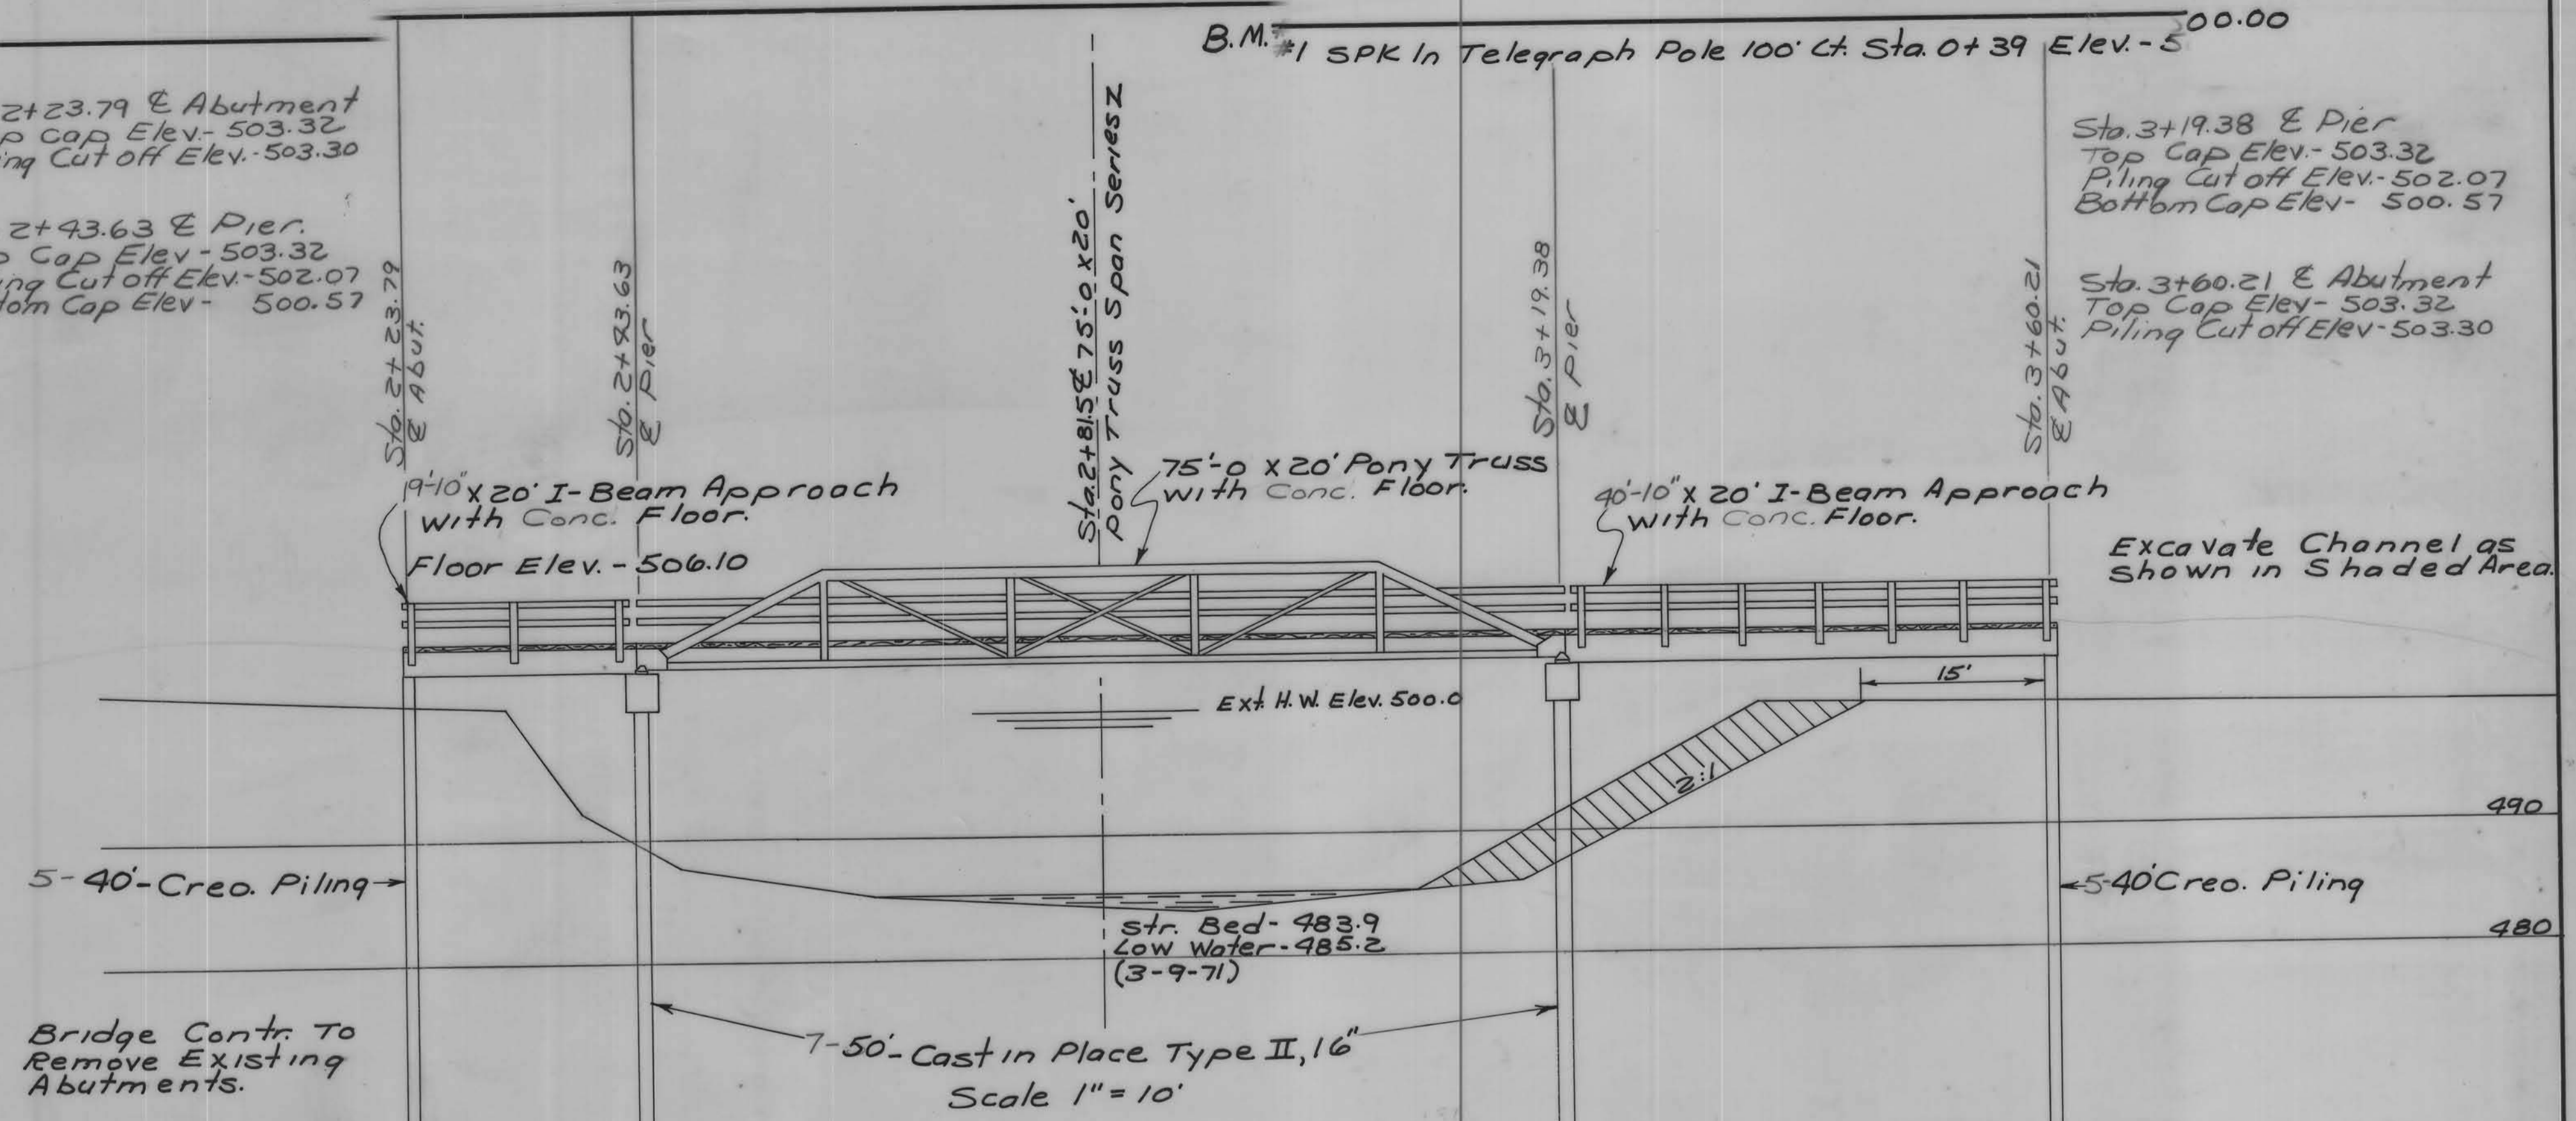 B.M. #1 SPK In Telegraph Pole 100' Lt. Sta. 0+39 Elev.- 500.00
2+23.79 ℄ Abutment
p Cap Elev.- 503.32
ing Cut off Elev.- 503.30
2+43.63 ℄ Pier.
p Cap Elev - 503.32
ing Cut off Elev.- 502.07
tom Cap Elev - 500.57
Sta. 2+23.79
℄ Abut.
Sta. 2+43.63
℄ Pier
Sta. 2+81.5 ℄ 75'-0 x 20'
Pony Truss Span Series Z
Sta. 3+19.38
℄ Pier
Sta. 3+60.21
℄ Abut.
Sta. 3+19.38 ℄ Pier
Top Cap Elev.- 503.32
Piling Cut off Elev.- 502.07
Bottom Cap Elev - 500.57
Sta. 3+60.21 ℄ Abutment
Top Cap Elev - 503.32
Piling Cut off Elev - 503.30
19'-10" x 20' I-Beam Approach
with Conc. Floor.
Floor Elev. - 506.10
75'-0 x 20' Pony Truss
with Conc. Floor.
40'-10" x 20' I-Beam Approach
with Conc. Floor.
Excavate Channel as
shown in Shaded Area.
15'
Ext. H.W. Elev. 500.0
2:1
490
5-40'-Creo. Piling
5-40' Creo. Piling
480
Str. Bed - 483.9
Low Water - 485.2
(3-9-71)
Bridge Contr. To
Remove Existing
Abutments.
7-50'- Cast in Place Type II, 16"
Scale 1" = 10'